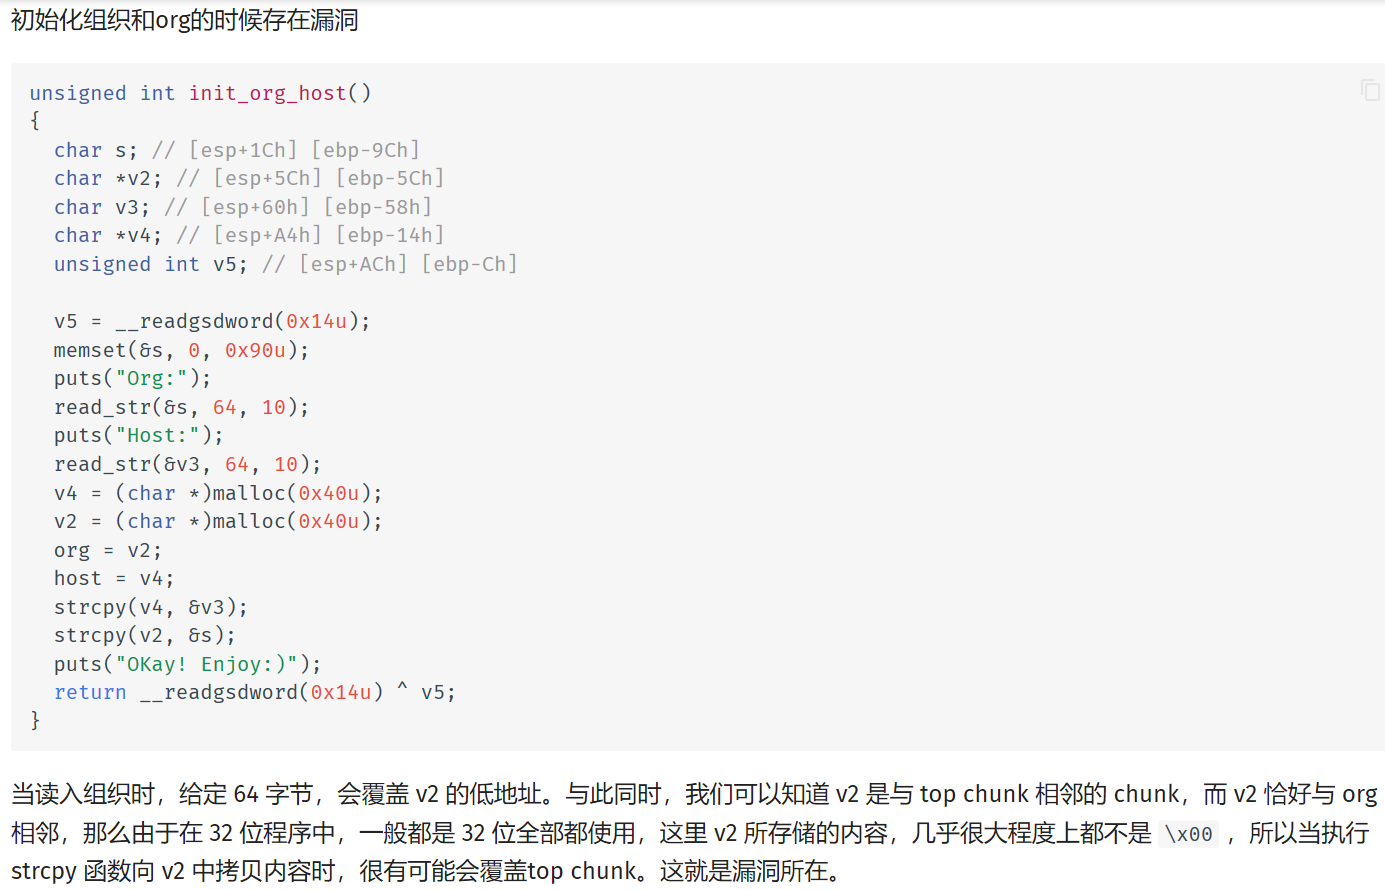 初始化组织和org的时候存在漏洞
unsigned int init_org_host()
{
  char s; // [esp+1Ch] [ebp-9Ch]
  char *v2; // [esp+5Ch] [ebp-5Ch]
  char v3; // [esp+60h] [ebp-58h]
  char *v4; // [esp+A4h] [ebp-14h]
  unsigned int v5; // [esp+ACh] [ebp-Ch]

  v5 = __readgsdword(0x14u);
  memset(&s, 0, 0x90u);
  puts("Org:");
  read_str(&s, 64, 10);
  puts("Host:");
  read_str(&v3, 64, 10);
  v4 = (char *)malloc(0x40u);
  v2 = (char *)malloc(0x40u);
  org = v2;
  host = v4;
  strcpy(v4, &v3);
  strcpy(v2, &s);
  puts("OKay! Enjoy:)");
  return __readgsdword(0x14u) ^ v5;
}
当读入组织时，给定 64 字节，会覆盖 v2 的低地址。与此同时，我们可以知道 v2 是与 top chunk 相邻的 chunk，而 v2 恰好与 org
相邻，那么由于在 32 位程序中，一般都是 32 位全部都使用，这里 v2 所存储的内容，几乎很大程度上都不是 \x00 ，所以当执行
strcpy 函数向 v2 中拷贝内容时，很有可能会覆盖top chunk。这就是漏洞所在。